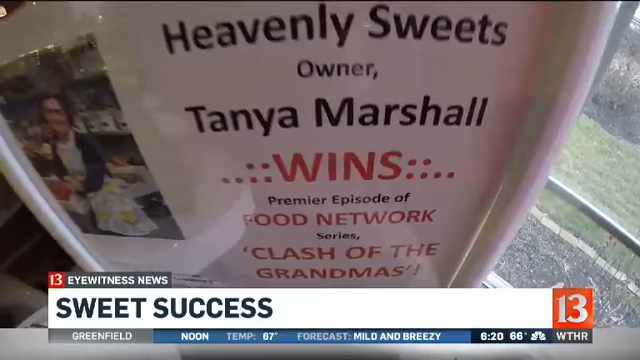 Heavenly Sweets
Owner,
Tanya Marshall
..::WINS::..
Premier Episode of
FOOD NETWORK
Series,
'CLASH OF THE
GRANDMAS'!
13 EYEWITNESS NEWS
SWEET SUCCESS
13
GREENFIELD NOON TEMP: 67° FORECAST: MILD AND BREEZY 6:20 66° WTHR